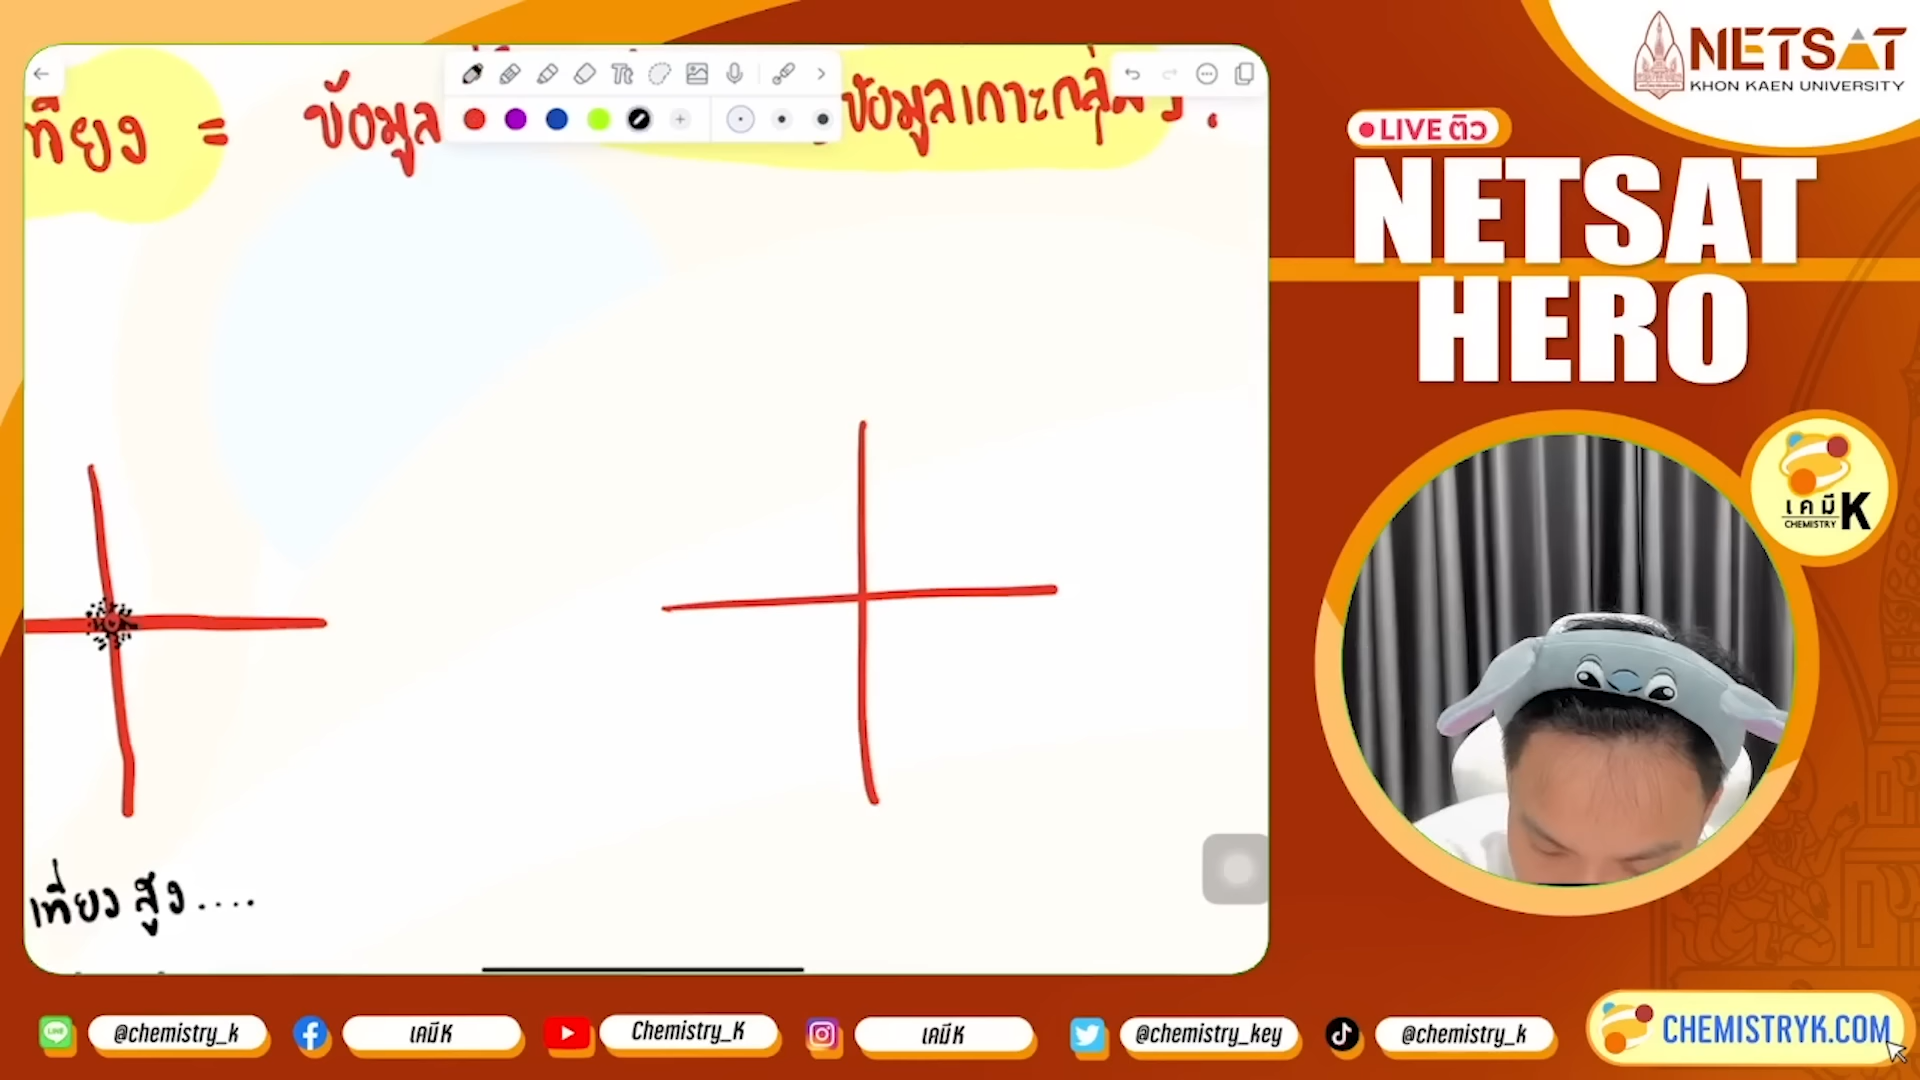 ที่ยง = ข้อมูล ข้อมูลเกาะกลุ่ม
เที่ยง สูง ....
NETSAT
KHON KAEN UNIVERSITY
LIVE ติว
NETSAT
HERO
เคมี K
CHEMISTRY
@chemistry_k
เคมี K
Chemistry_K
เคมี K
@chemistry_key
@chemistry_k
CHEMISTRYK.COM